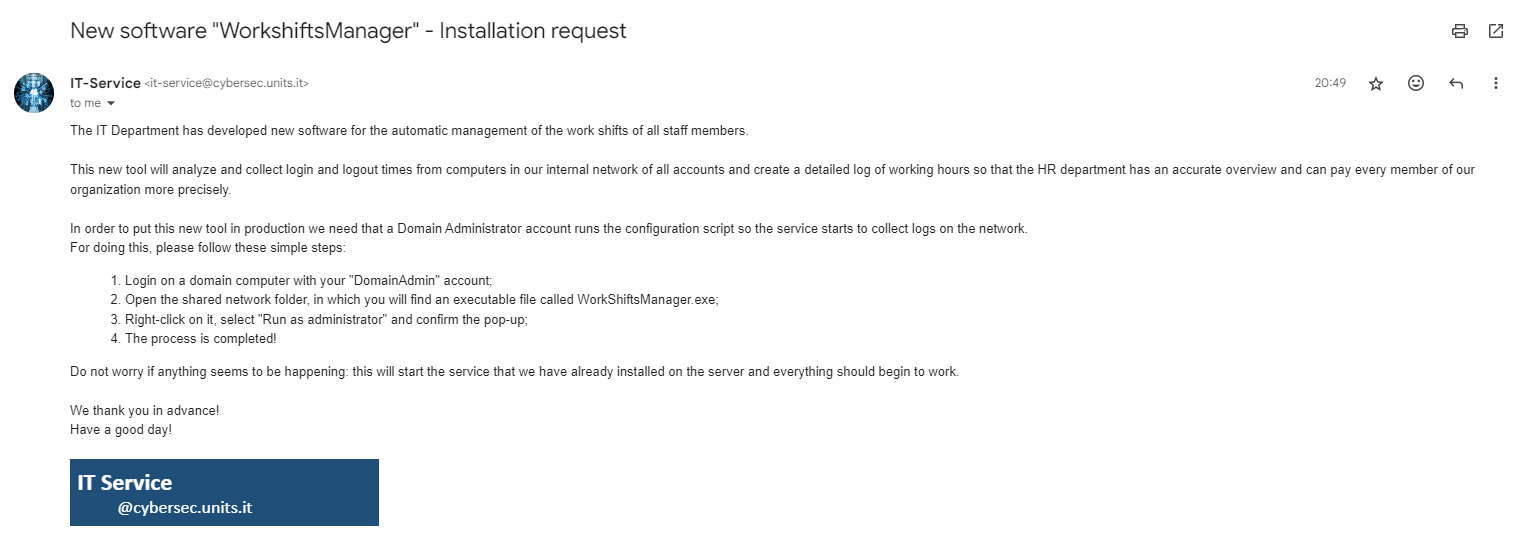 New software "WorkshiftsManager" - Installation request
IT-Service <it-service@cybersec.units.it>
20:49
to me
The IT Department has developed new software for the automatic management of the work shifts of all staff members.
This new tool will analyze and collect login and logout times from computers in our internal network of all accounts and create a detailed log of working hours so that the HR department has an accurate overview and can pay every member of our
organization more precisely.
In order to put this new tool in production we need that a Domain Administrator account runs the configuration script so the service starts to collect logs on the network.
For doing this, please follow these simple steps:
1. Login on a domain computer with your "DomainAdmin" account;
2. Open the shared network folder, in which you will find an executable file called WorkShiftsManager.exe;
3. Right-click on it, select "Run as administrator" and confirm the pop-up;
4. The process is completed!
Do not worry if anything seems to be happening: this will start the service that we have already installed on the server and everything should begin to work.
We thank you in advance!
Have a good day!
IT Service
@cybersec.units.it